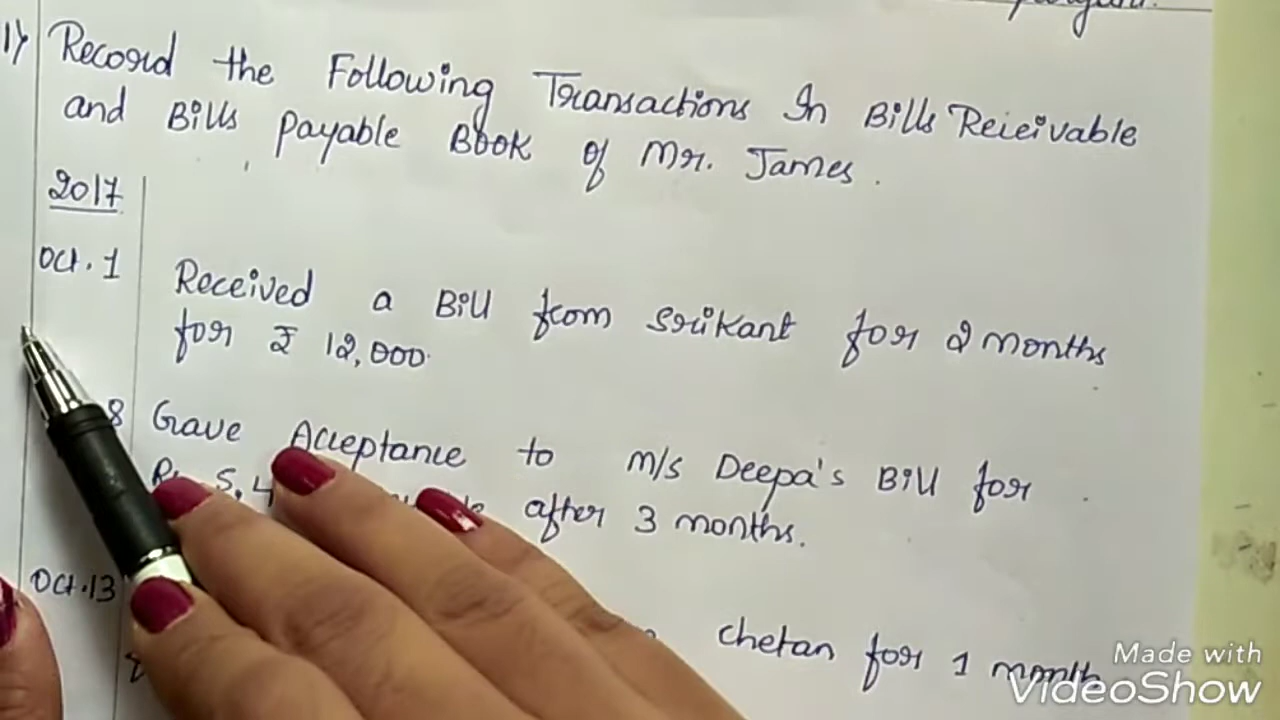 1) Record the Following Transactions In Bills Reieivable
and Bills Payable Book of Mr. James.
2017
Oct. 1 Received a Bill from Srikant for 2 months
for ₹ 12,000.
8 Gave Acceptance to M/s Deepa's Bill for
after 3 months.
Oct. 13
chetan for 1 month
Made with
VideoShow